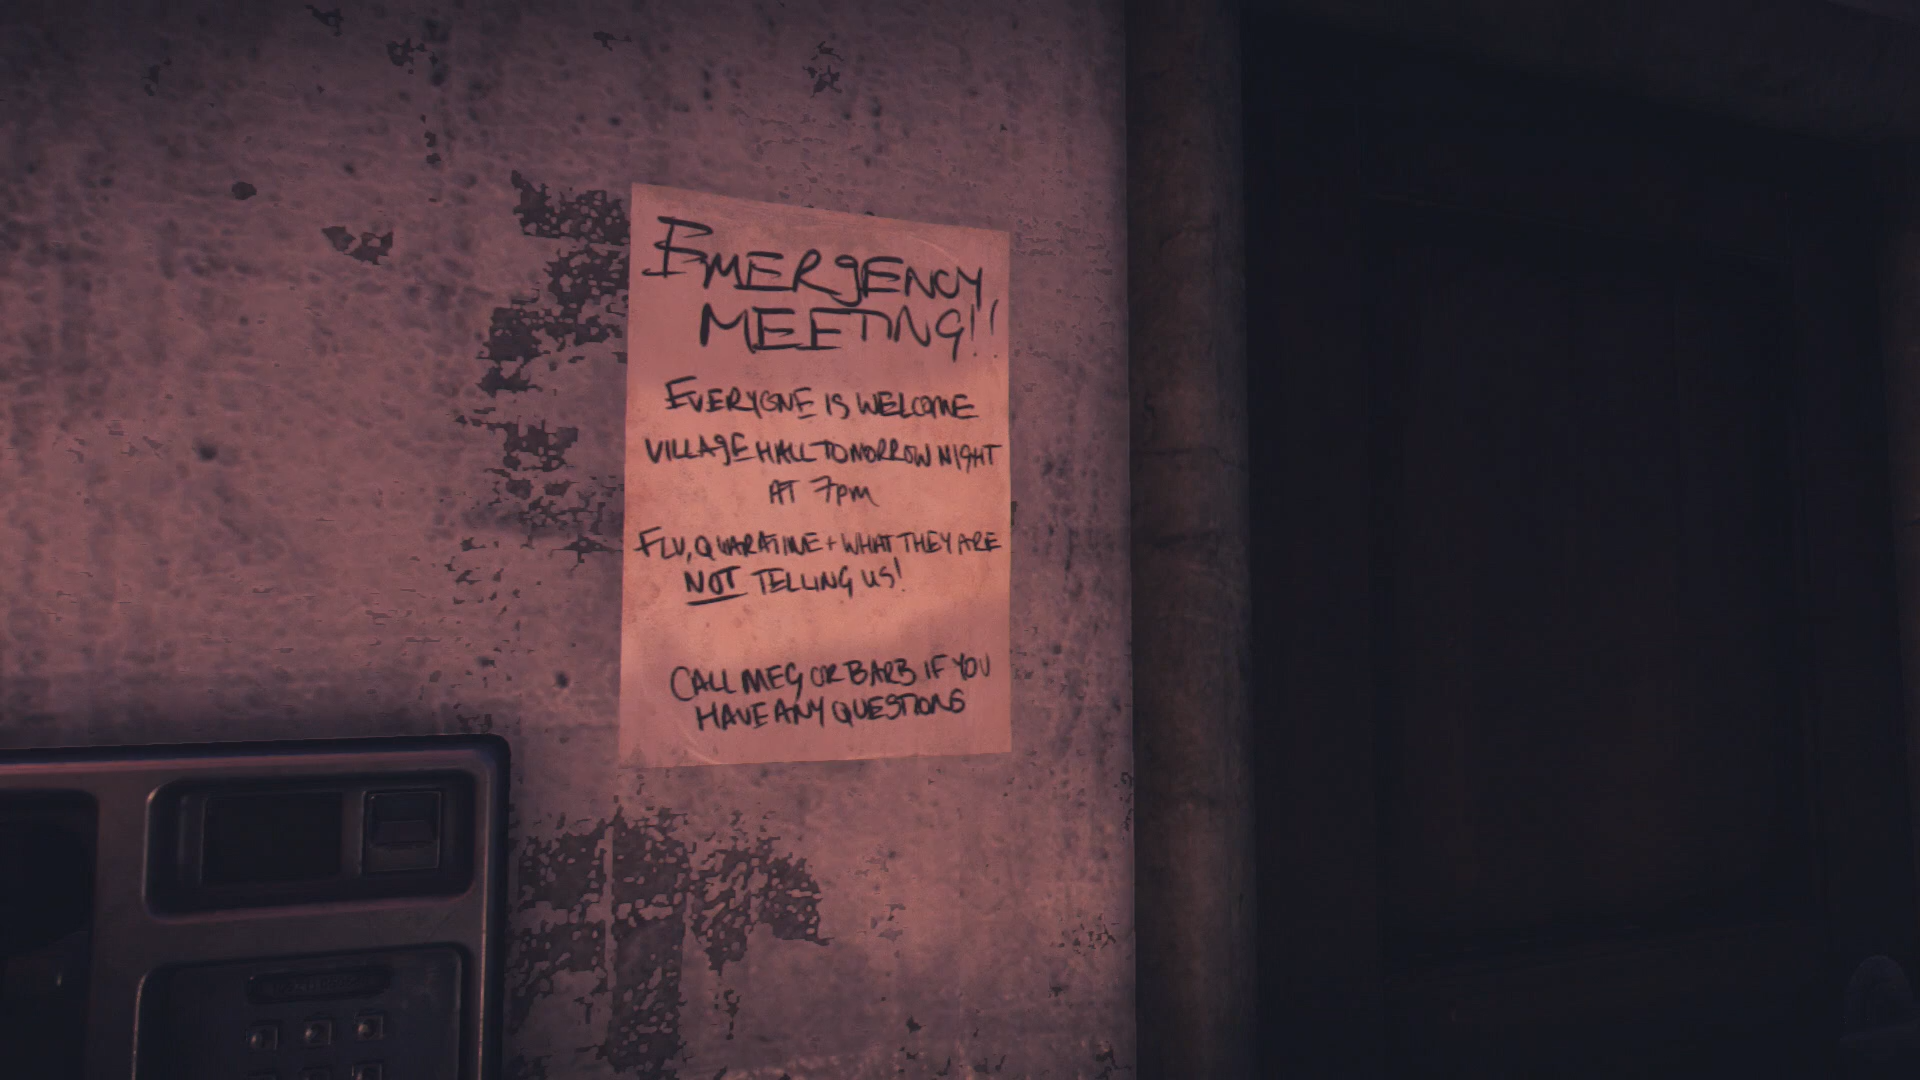 EMERGENCY
MEETING!!
EVERYONE IS WELCOME
VILLAGE HALL TOMORROW NIGHT
AT 7pm
FLU, QUARATINE + WHAT THEY ARE
NOT TELLING US!
CALL MEG OR BARB IF YOU
HAVE ANY QUESTIONS